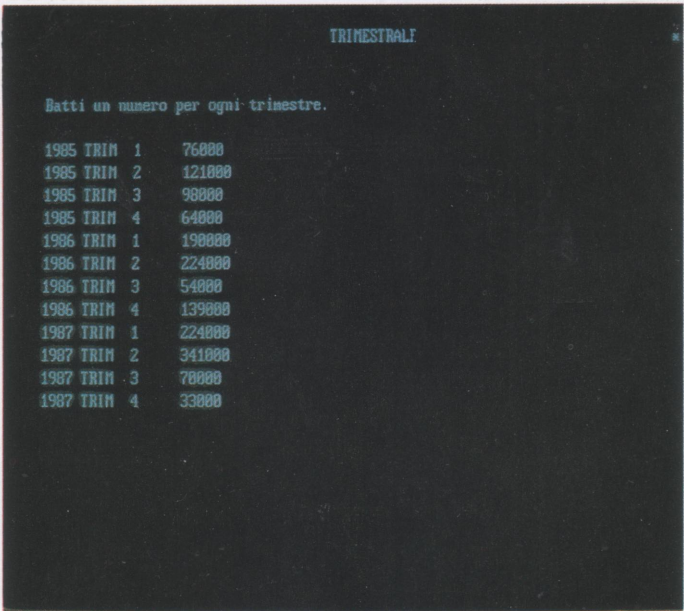 TRIMESTRALE
Batti un numero per ogni trimestre.
1985 TRIM 1 76000
1985 TRIM 2 121000
1985 TRIM 3 98000
1985 TRIM 4 64000
1986 TRIM 1 190000
1986 TRIM 2 224000
1986 TRIM 3 54000
1986 TRIM 4 139000
1987 TRIM 1 224000
1987 TRIM 2 341000
1987 TRIM 3 70000
1987 TRIM 4 33000